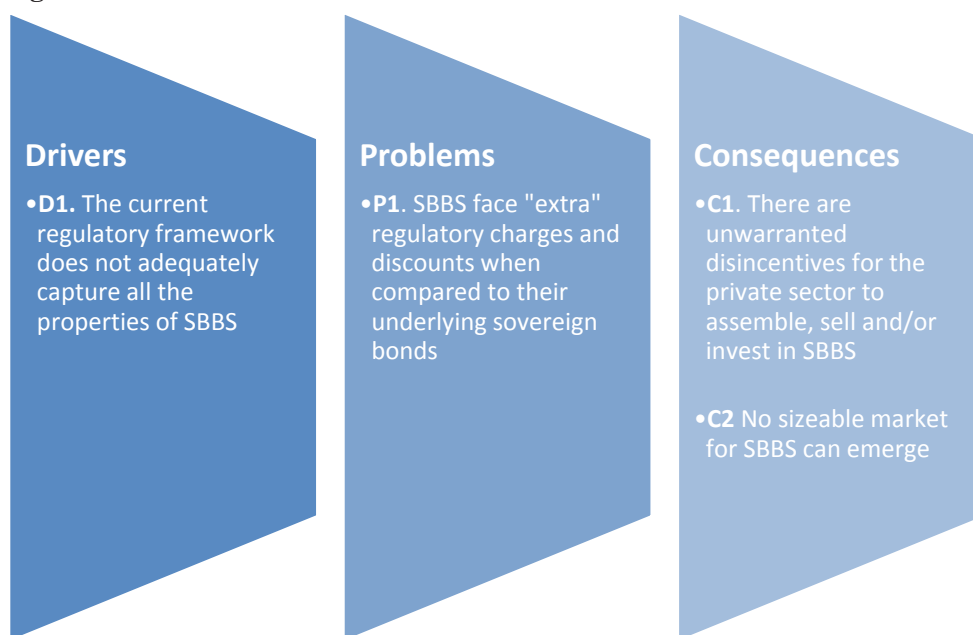 Drivers
•D1. The current
regulatory framework
does not adequately
capture all the
properties of SBBS
Problems
•P1. SBBS face "extra"
regulatory charges and
discounts when
compared to their
underlying sovereign
bonds
Consequences
•C1. There are
unwarranted
disincentives for the
private sector to
assemble, sell and/or
invest in SBBS
•C2 No sizeable market
for SBBS can emerge